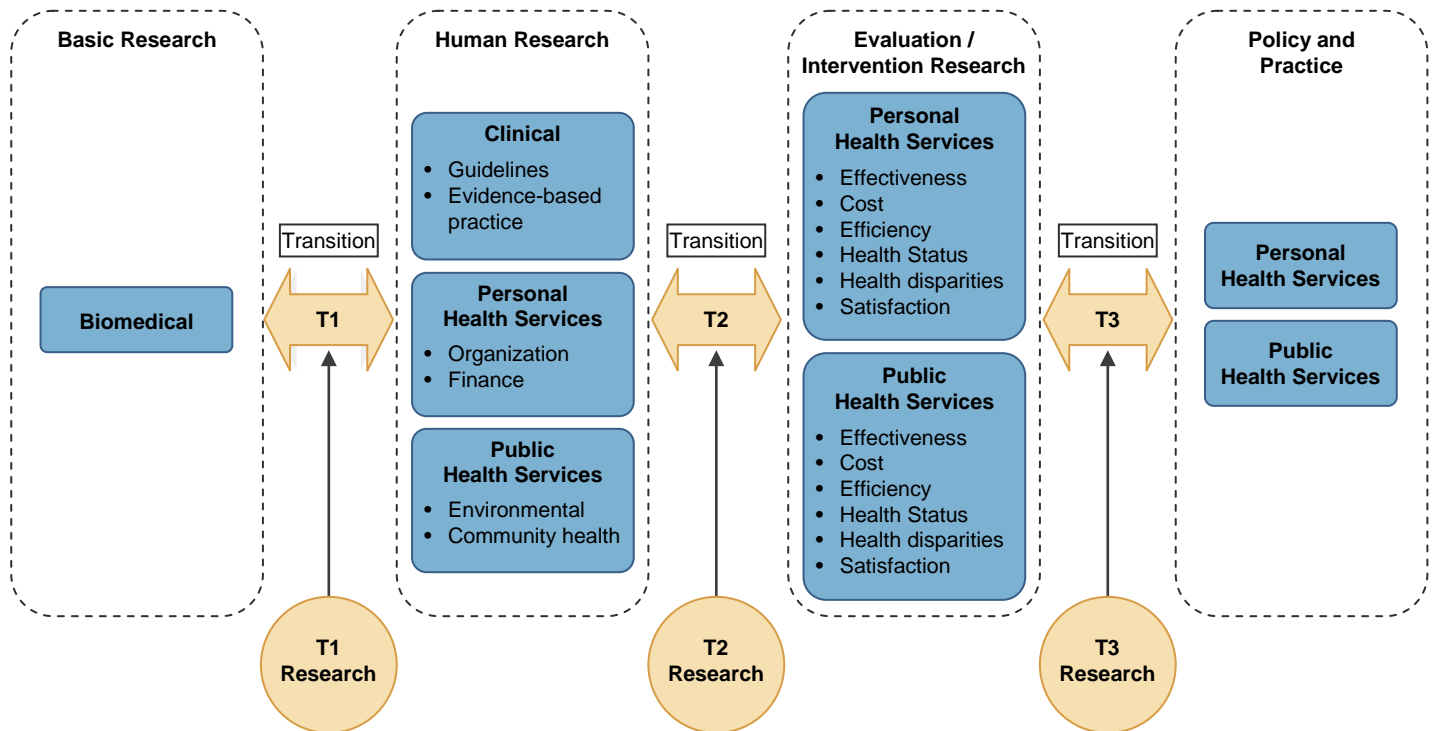 Basic Research
Biomedical
Transition
T1
T1
Research
Human Research
Clinical
• Guidelines
• Evidence-based
practice
Personal
Health Services
• Organization
• Finance
Public
Health Services
• Environmental
• Community health
Transition
T2
T2
Research
Evaluation /
Intervention Research
Personal
Health Services
• Effectiveness
• Cost
• Efficiency
• Health Status
• Health disparities
• Satisfaction
Public
Health Services
• Effectiveness
• Cost
• Efficiency
• Health Status
• Health disparities
• Satisfaction
Transition
T3
T3
Research
Policy and
Practice
Personal
Health Services
Public
Health Services